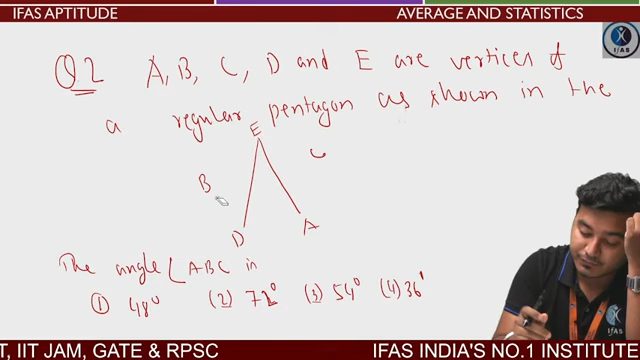 IFAS APTITUDE
AVERAGE AND STATISTICS
IFAS
Q2 A, B, C, D and E are vertices of
a regular pentagon as shown in the
E
C
B
D
A
The angle ∠ABC in
① 48° (2) 72° (3) 54° (4) 36°
T, IIT JAM, GATE & RPSC
IFAS INDIA'S NO.1 INSTITUTE